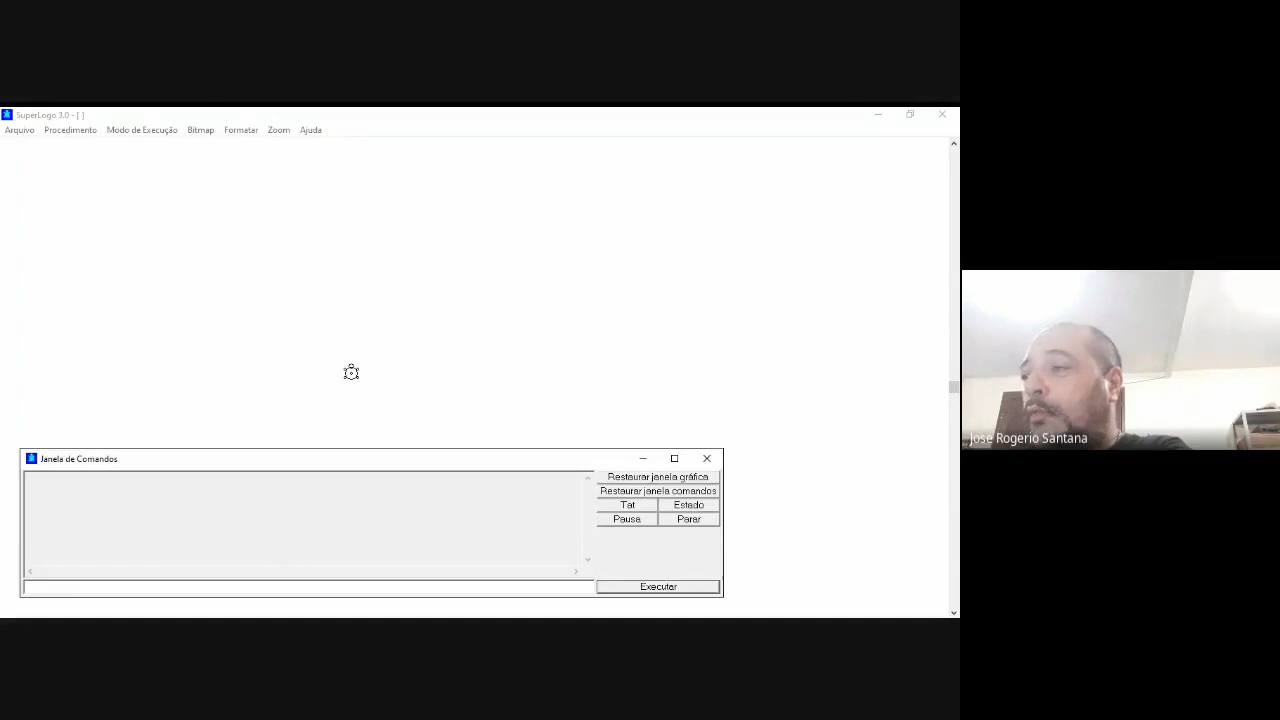 SuperLogo 3.0 - [ ]
Arquivo Procedimento Modo de Execução Bitmap Formatar Zoom Ajuda
Janela de Comandos
Restaurar janela gráfica
Restaurar janela comandos
Tat Estado
Pausa Parar
Executar
Jose Rogerio Santana